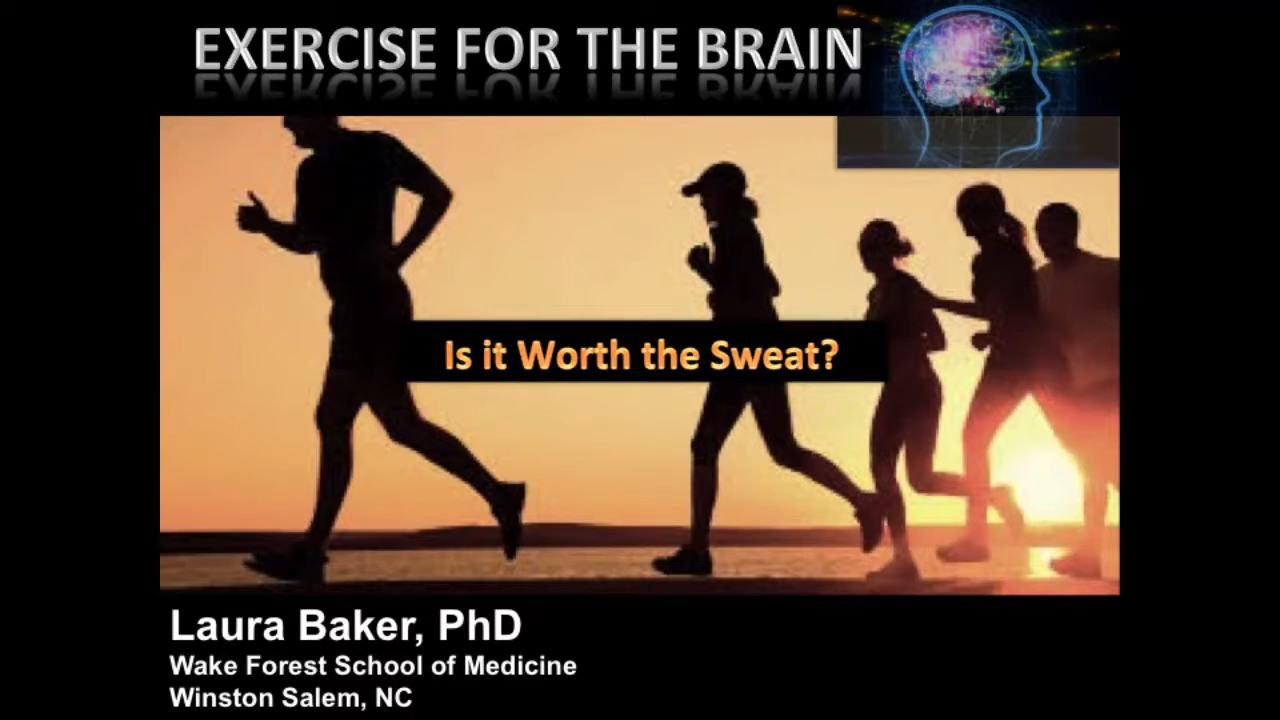 EXERCISE FOR THE BRAIN
Is it Worth the Sweat?
Laura Baker, PhD
Wake Forest School of Medicine
Winston Salem, NC